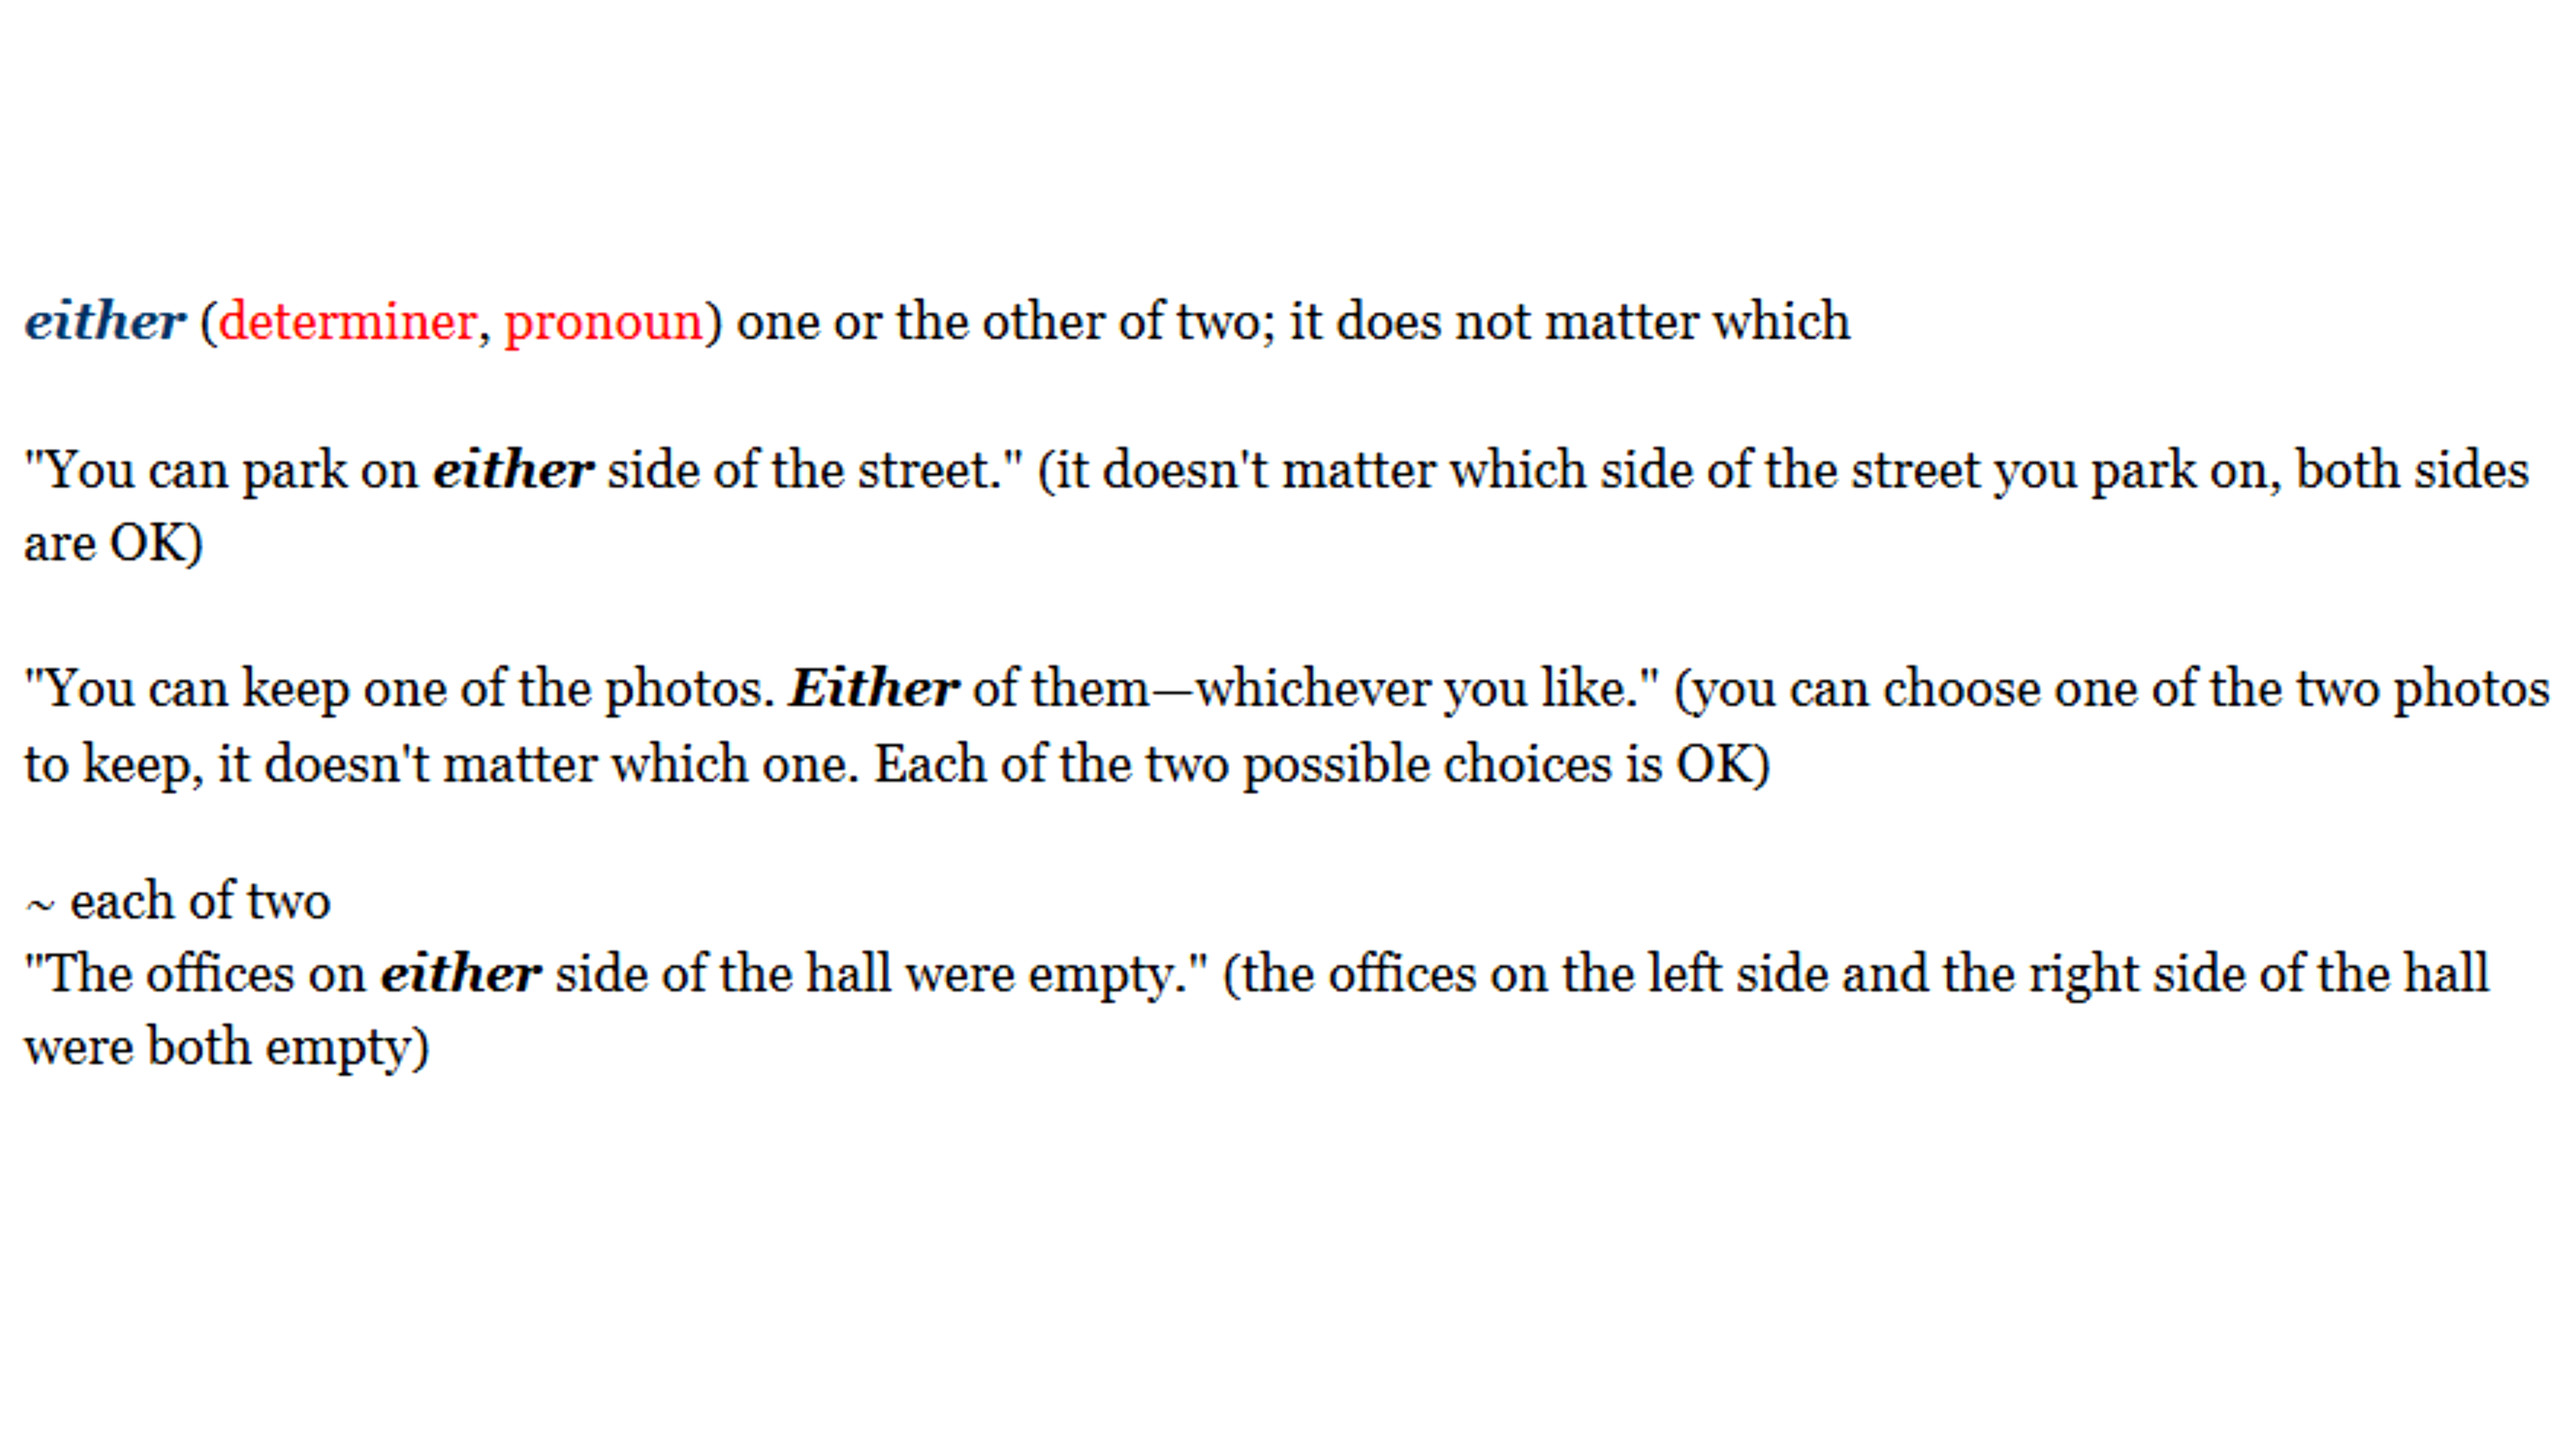 either (determiner, pronoun) one or the other of two; it does not matter which
"You can park on either side of the street." (it doesn't matter which side of the street you park on, both sides
are OK)
"You can keep one of the photos. Either of them—whichever you like." (you can choose one of the two photos
to keep, it doesn't matter which one. Each of the two possible choices is OK)
~ each of two
"The offices on either side of the hall were empty." (the offices on the left side and the right side of the hall
were both empty)